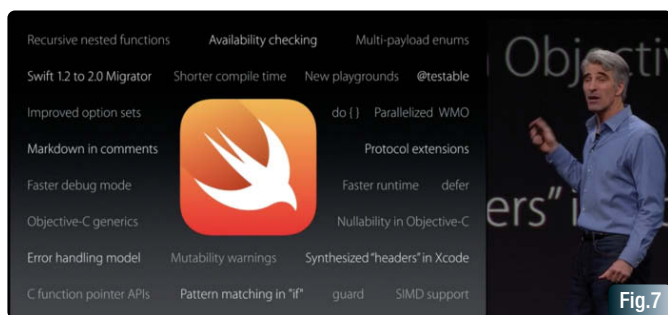 Recursive nested functions Availability checking Multi-payload enums
Swift 1.2 to 2.0 Migrator Shorter compile time New playgrounds @testable
Improved option sets do { } Parallelized WMO
Markdown in comments Protocol extensions
Faster debug mode Faster runtime defer
Objective-C generics Nullability in Objective-C
Error handling model Mutability warnings Synthesized "headers" in Xcode
C function pointer APIs Pattern matching in "if" guard SIMD support
Objecti
ers" i
Fig.7